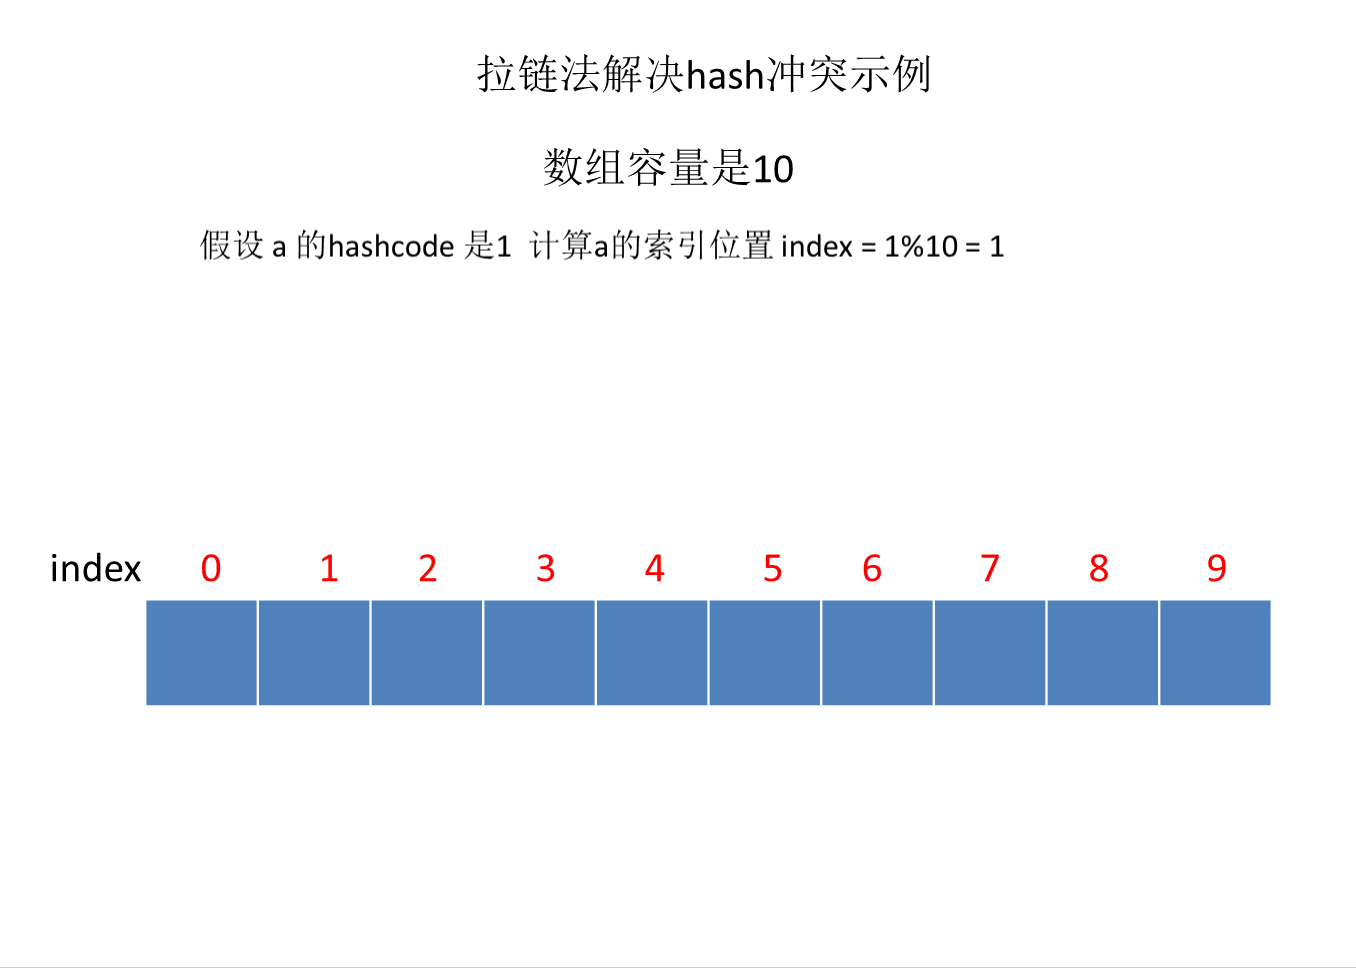 拉链法解决hash冲突示例
数组容量是10
假设 a 的hashcode 是1  计算a的索引位置 index = 1%10 = 1
index 0 1 2 3 4 5 6 7 8 9